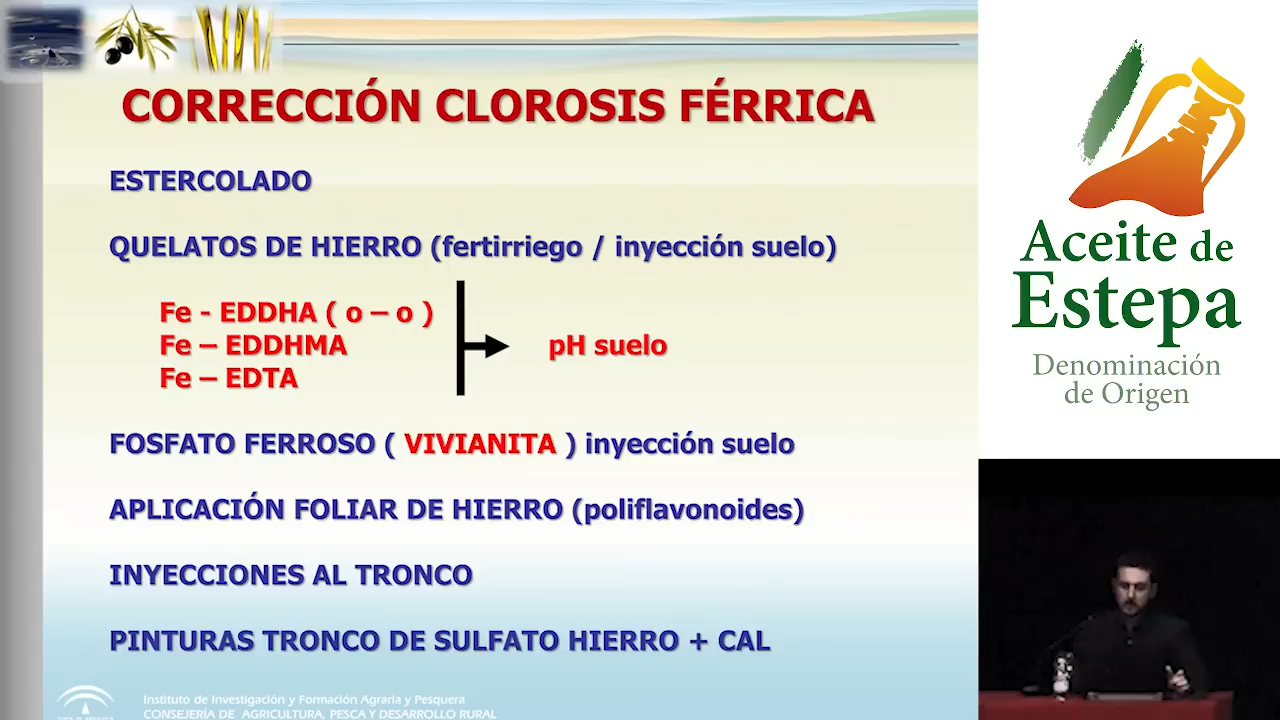 CORRECCIÓN CLOROSIS FÉRRICA
ESTERCOLADO
QUELATOS DE HIERRO (fertirriego / inyección suelo)
Fe - EDDHA ( o – o )
Fe – EDDHMA
Fe – EDTA
pH suelo
FOSFATO FERROSO ( VIVIANITA ) inyección suelo
APLICACIÓN FOLIAR DE HIERRO (poliflavonoides)
INYECCIONES AL TRONCO
PINTURAS TRONCO DE SULFATO HIERRO + CAL
Instituto de Investigación y Formación Agraria y Pesquera
CONSEJERÍA DE AGRICULTURA, PESCA Y DESARROLLO RURAL
Aceite de
Estepa
Denominación
de Origen